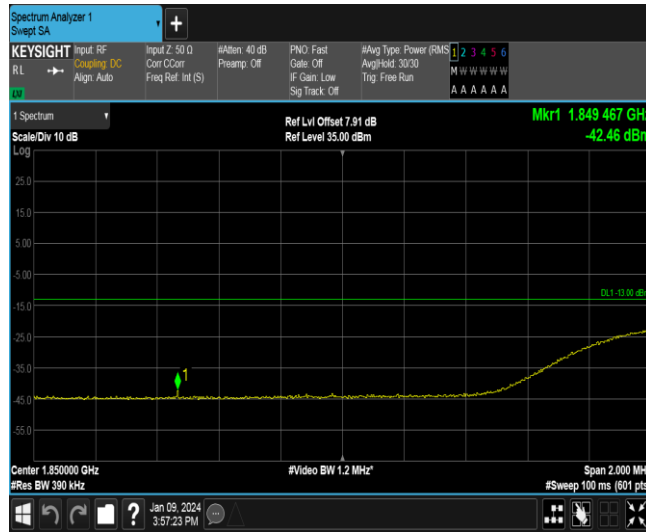 Spectrum Analyzer 1
Swept SA
+
KEYSIGHT Input: RF Input Z: 50 Ω #Atten: 40 dB PNO: Fast #Avg Type: Power (RMS 1 2 3 4 5 6
RL Coupling: DC Corr CCorr Preamp: Off Gate: Off Avg|Hold: 30/30 M W W W W W
Align: Auto Freq Ref: Int (S) IF Gain: Low Trig: Free Run
LXI Sig Track: Off A A A A A A
1 Spectrum Ref Lvl Offset 7.91 dB Mkr1 1.849 467 GHz
Scale/Div 10 dB Ref Level 35.00 dBm -42.46 dBm
Log
25.0
15.0
5.00
-5.00
DL1 -13.00 dBm
-15.0
-25.0
-35.0
1
-45.0
-55.0
Center 1.850000 GHz #Video BW 1.2 MHz* Span 2.000 MH
#Res BW 390 kHz #Sweep 100 ms (601 pts
? Jan 09, 2024
3:57:23 PM